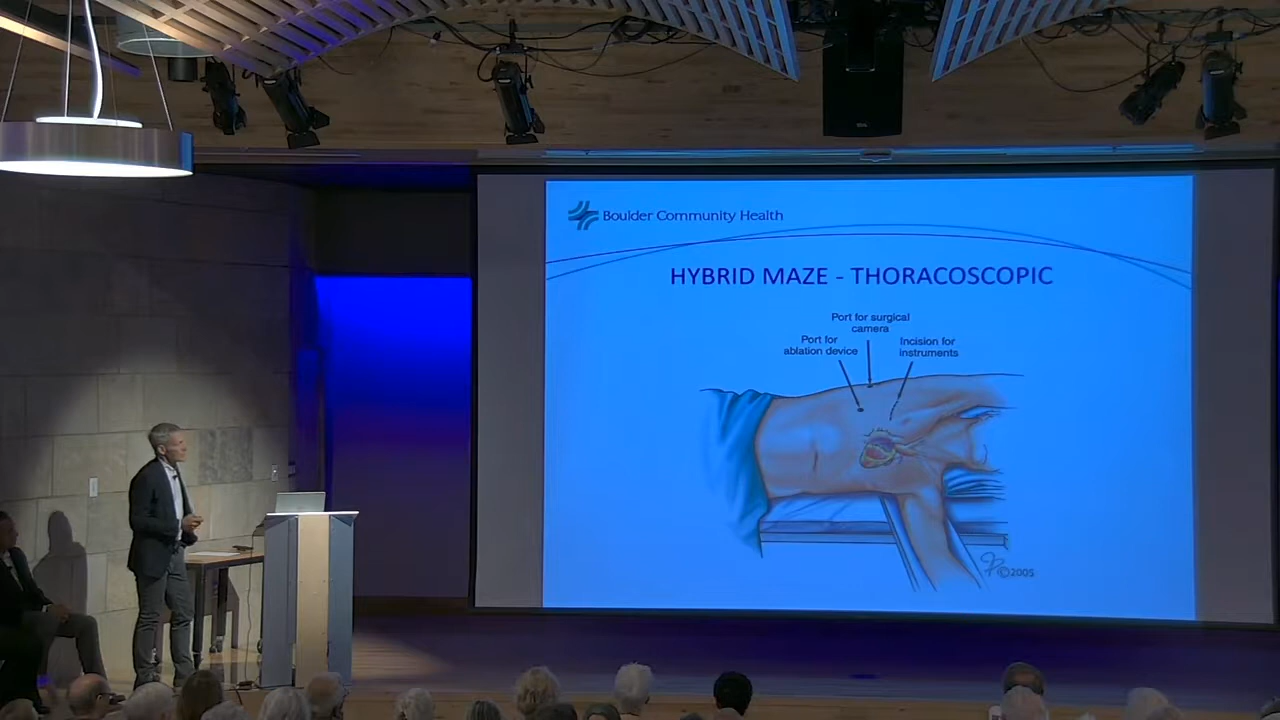 Boulder Community Health
HYBRID MAZE - THORACOSCOPIC
Port for surgical
camera
Port for
ablation device
Incision for
instruments
©2005